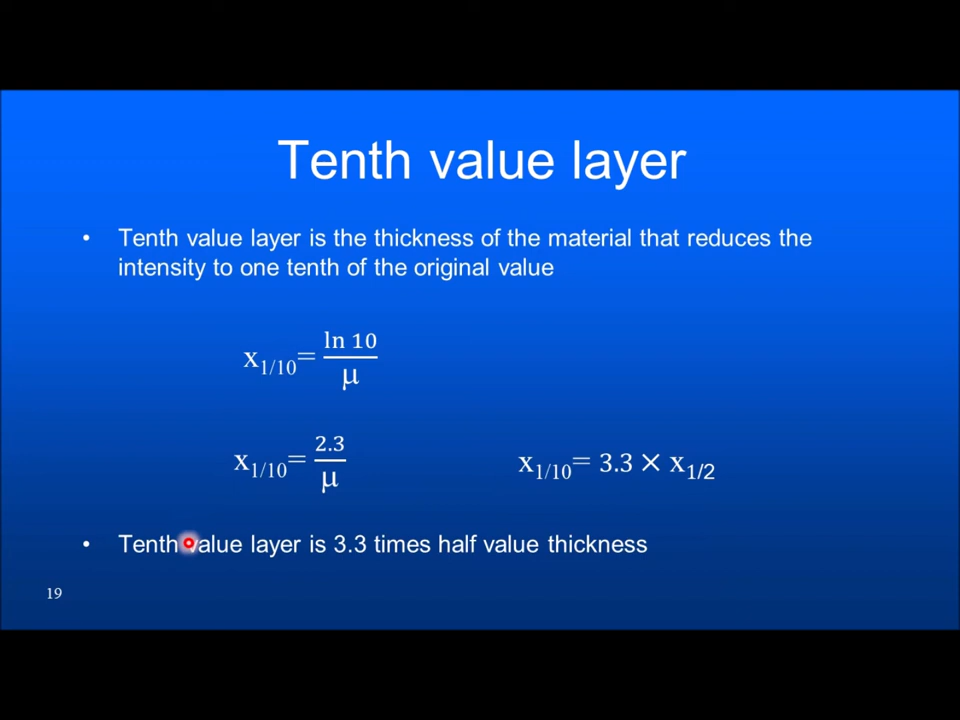 Tenth value layer
• Tenth value layer is the thickness of the material that reduces the
intensity to one tenth of the original value
x1/10= ln 10 / μ
x1/10= 2.3 / μ
x1/10= 3.3 × x1/2
• Tenth value layer is 3.3 times half value thickness
19